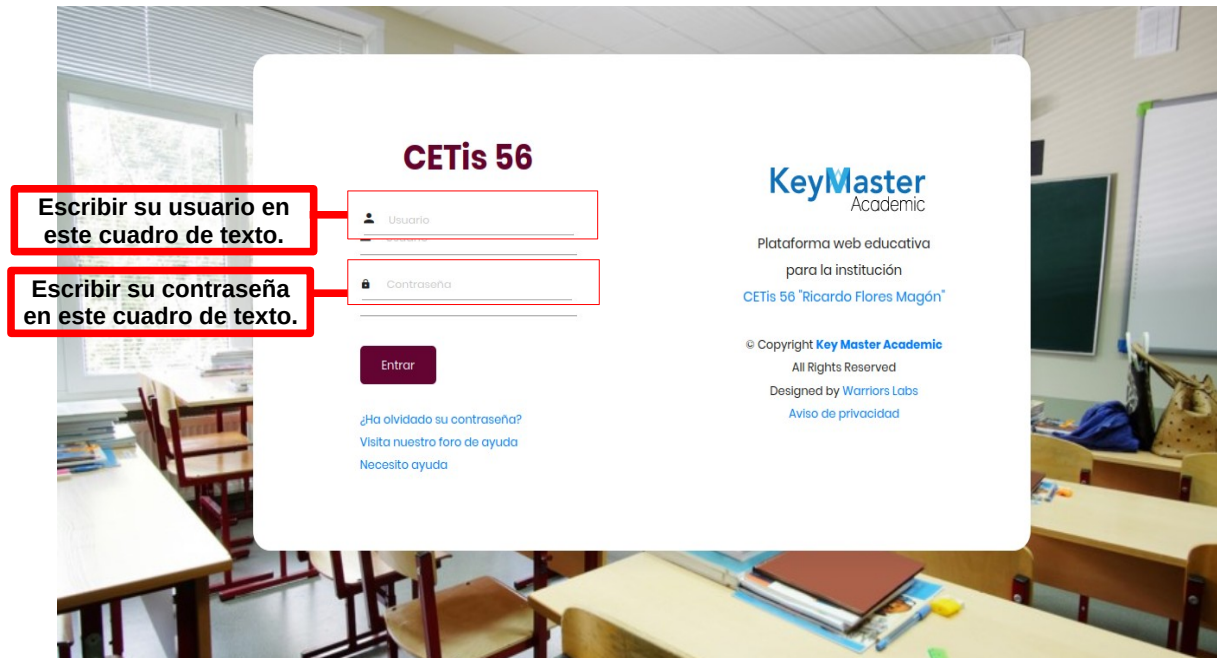 CETis 56
Escribir su usuario en
este cuadro de texto.
Usuario
Escribir su contraseña
en este cuadro de texto.
Contraseña
Entrar
¿Ha olvidado su contraseña?
Visita nuestro foro de ayuda
Necesito ayuda
KeyMaster
Academic
Plataforma web educativa
para la institución
CETis 56 "Ricardo Flores Magón"
© Copyright Key Master Academic
All Rights Reserved
Designed by Warriors Labs
Aviso de privacidad